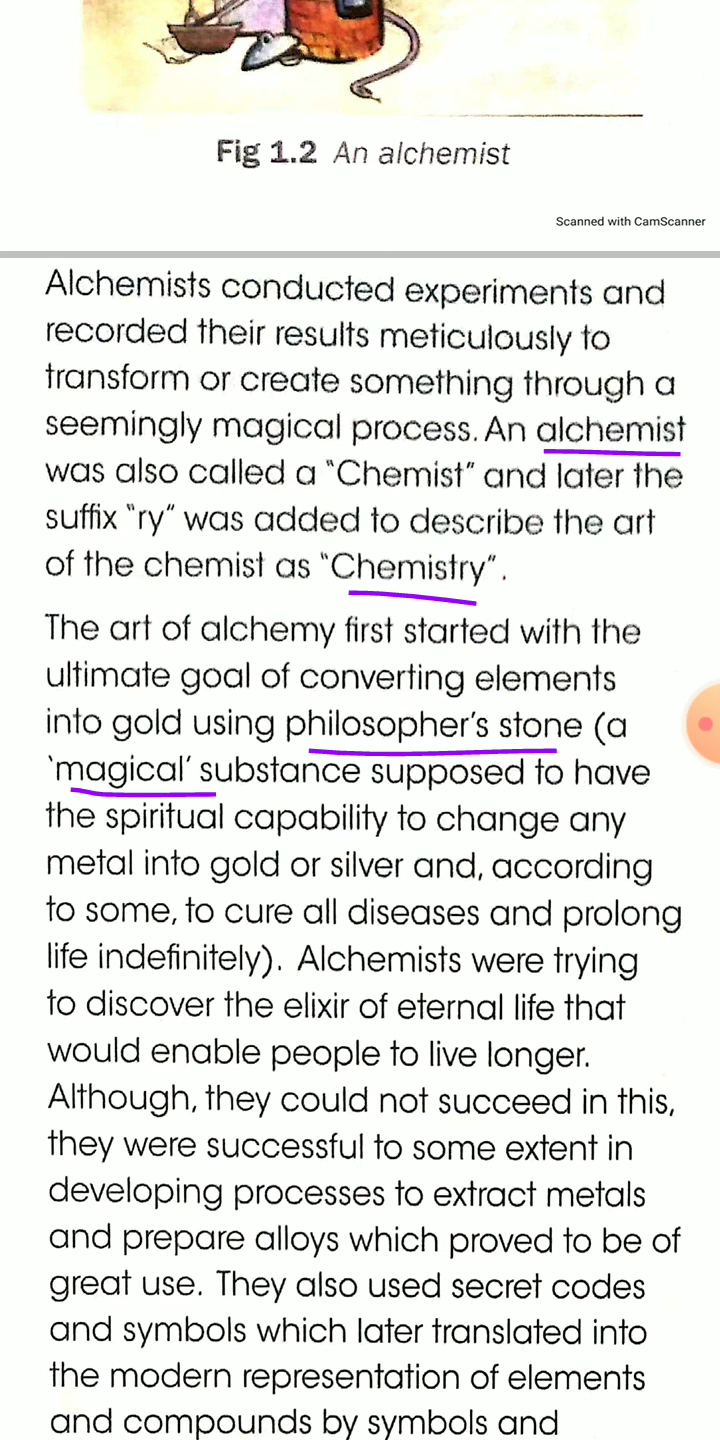 Fig 1.2 An alchemist
Scanned with CamScanner
Alchemists conducted experiments and
recorded their results meticulously to
transform or create something through a
seemingly magical process. An alchemist
was also called a “Chemist” and later the
suffix “ry” was added to describe the art
of the chemist as “Chemistry”.
The art of alchemy first started with the
ultimate goal of converting elements
into gold using philosopher's stone (a
‘magical’ substance supposed to have
the spiritual capability to change any
metal into gold or silver and, according
to some, to cure all diseases and prolong
life indefinitely). Alchemists were trying
to discover the elixir of eternal life that
would enable people to live longer.
Although, they could not succeed in this,
they were successful to some extent in
developing processes to extract metals
and prepare alloys which proved to be of
great use. They also used secret codes
and symbols which later translated into
the modern representation of elements
and compounds by symbols and